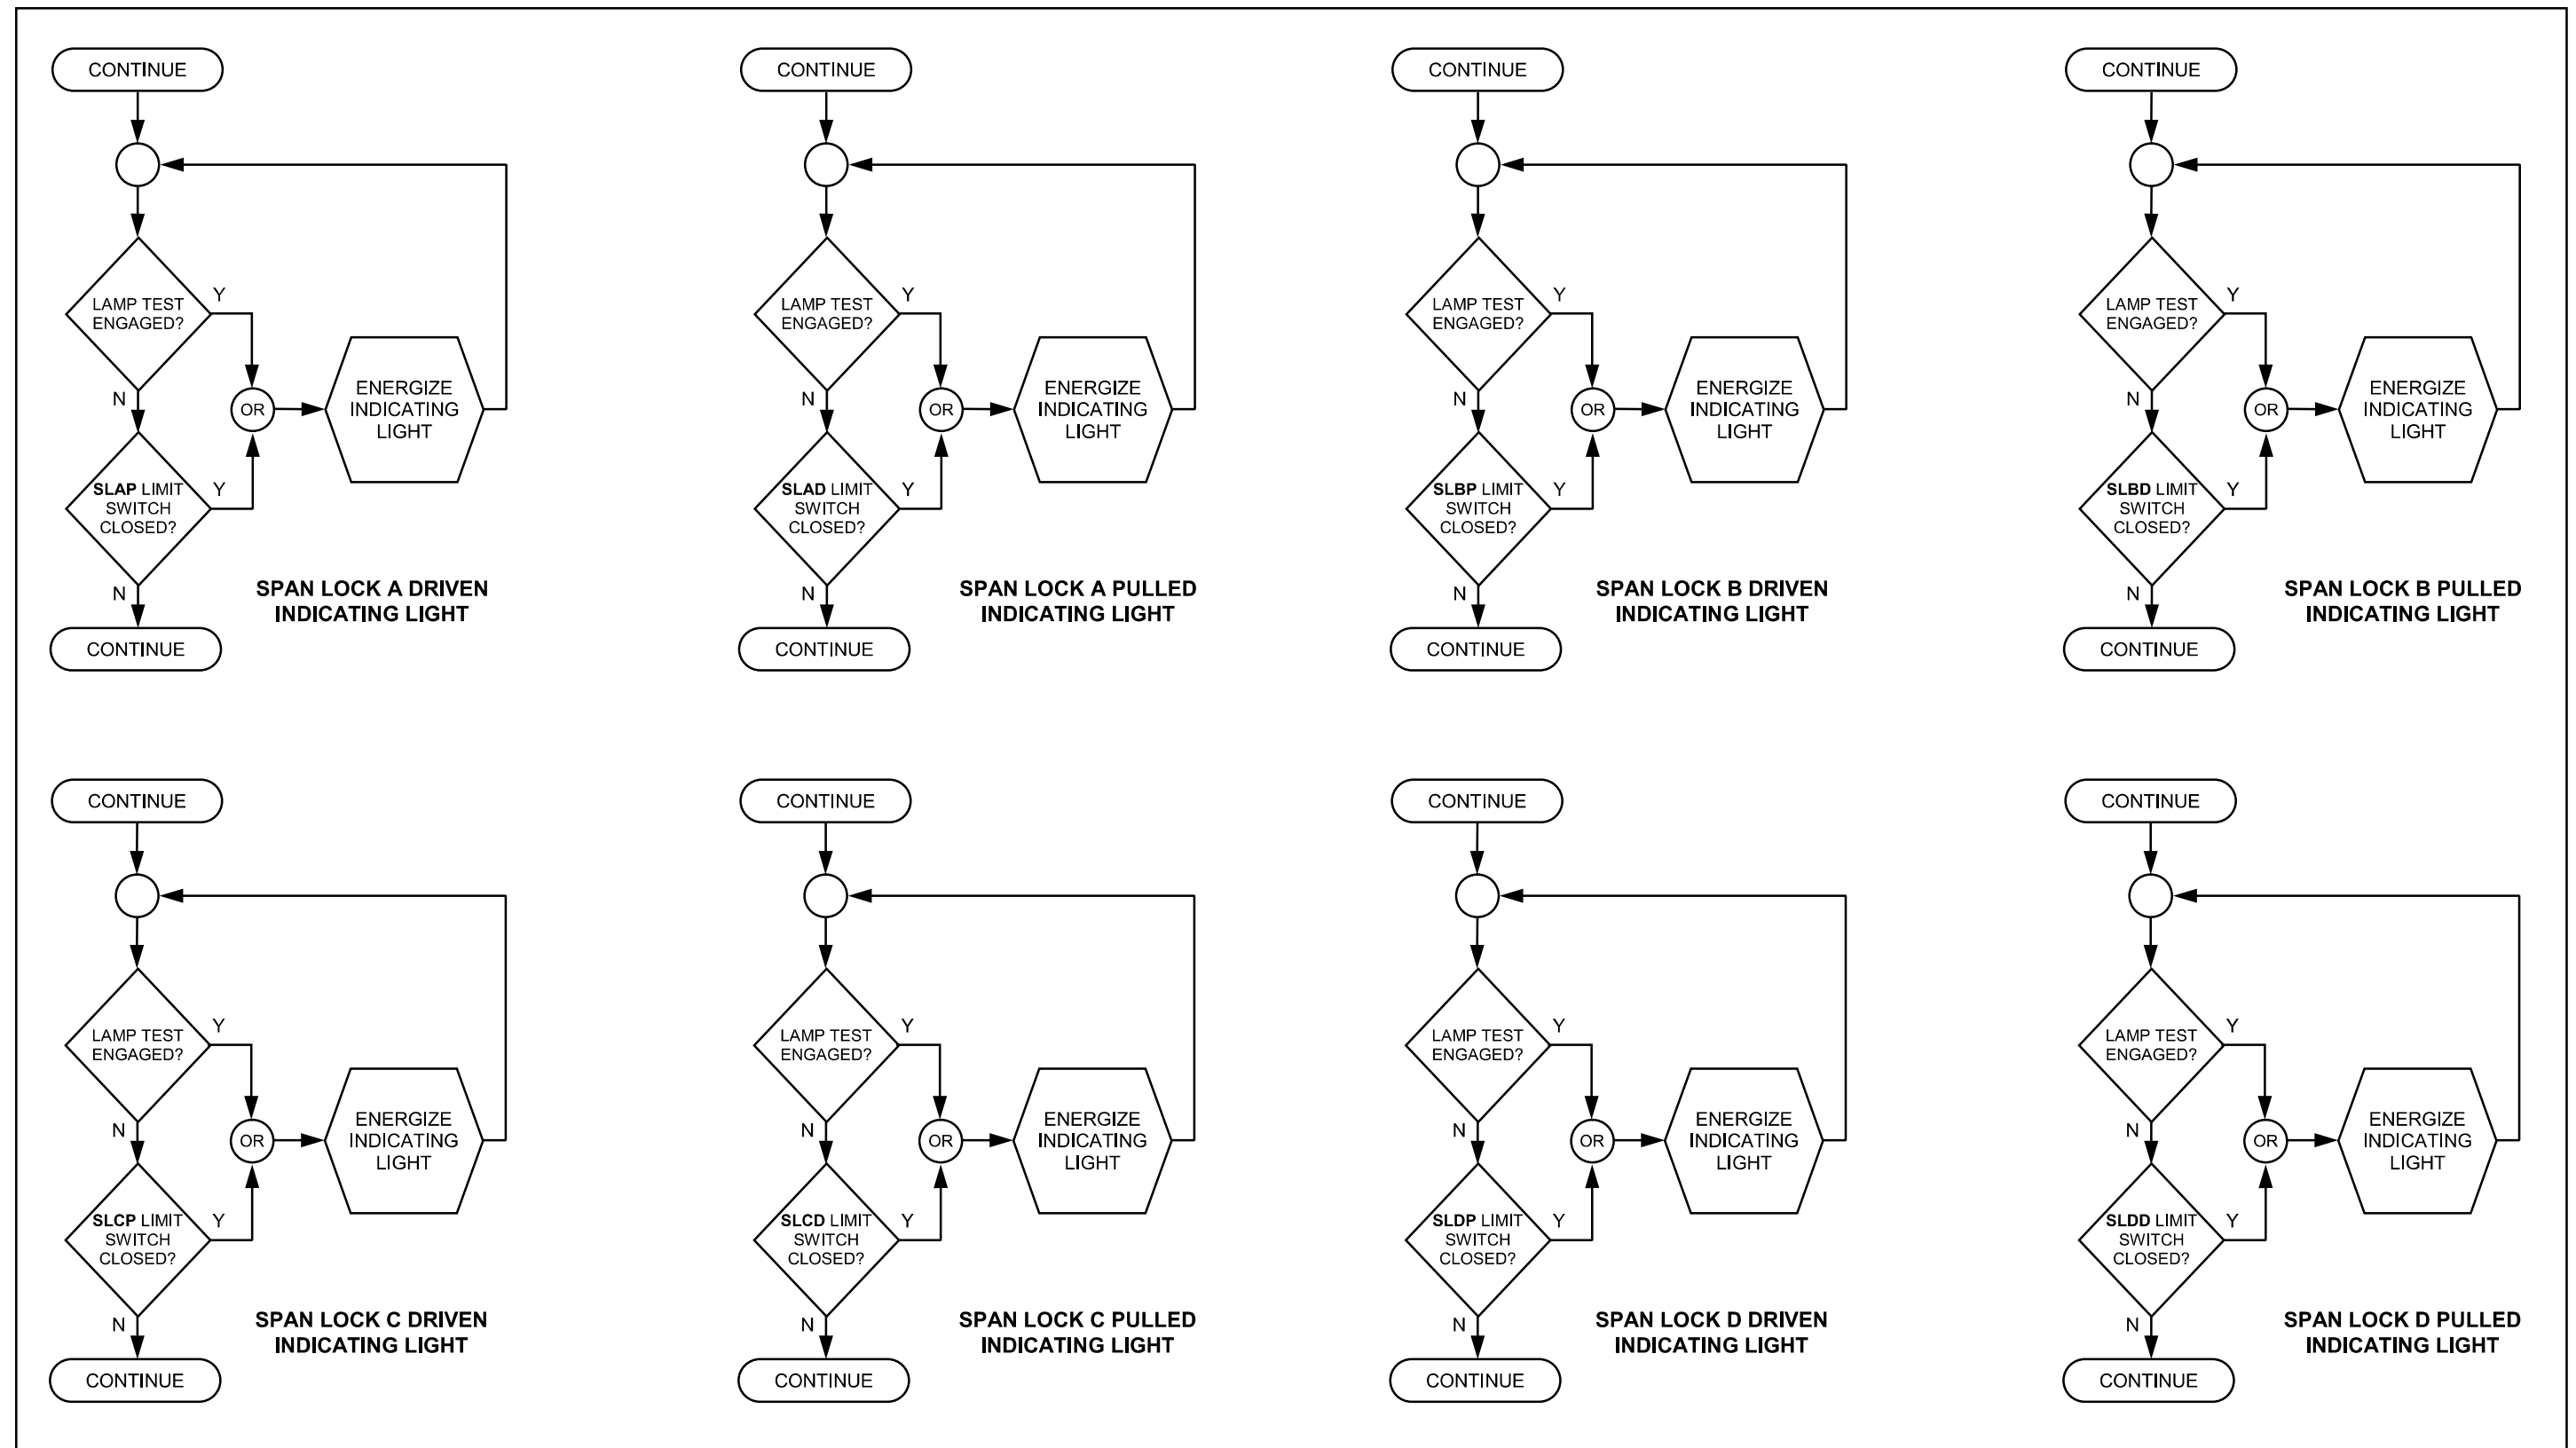 CONTINUE
LAMP TEST
ENGAGED?
Y
N
OR
ENERGIZE
INDICATING
LIGHT
SLAP LIMIT
SWITCH
CLOSED?
Y
N
SPAN LOCK A DRIVEN
INDICATING LIGHT
CONTINUE
CONTINUE
LAMP TEST
ENGAGED?
Y
N
OR
ENERGIZE
INDICATING
LIGHT
SLAD LIMIT
SWITCH
CLOSED?
Y
N
SPAN LOCK A PULLED
INDICATING LIGHT
CONTINUE
CONTINUE
LAMP TEST
ENGAGED?
Y
N
OR
ENERGIZE
INDICATING
LIGHT
SLBP LIMIT
SWITCH
CLOSED?
Y
N
SPAN LOCK B DRIVEN
INDICATING LIGHT
CONTINUE
CONTINUE
LAMP TEST
ENGAGED?
Y
N
OR
ENERGIZE
INDICATING
LIGHT
SLBD LIMIT
SWITCH
CLOSED?
Y
N
SPAN LOCK B PULLED
INDICATING LIGHT
CONTINUE
CONTINUE
LAMP TEST
ENGAGED?
Y
N
OR
ENERGIZE
INDICATING
LIGHT
SLCP LIMIT
SWITCH
CLOSED?
Y
N
SPAN LOCK C DRIVEN
INDICATING LIGHT
CONTINUE
CONTINUE
LAMP TEST
ENGAGED?
Y
N
OR
ENERGIZE
INDICATING
LIGHT
SLCD LIMIT
SWITCH
CLOSED?
Y
N
SPAN LOCK C PULLED
INDICATING LIGHT
CONTINUE
CONTINUE
LAMP TEST
ENGAGED?
Y
N
OR
ENERGIZE
INDICATING
LIGHT
SLDP LIMIT
SWITCH
CLOSED?
Y
N
SPAN LOCK D DRIVEN
INDICATING LIGHT
CONTINUE
CONTINUE
LAMP TEST
ENGAGED?
Y
N
OR
ENERGIZE
INDICATING
LIGHT
SLDD LIMIT
SWITCH
CLOSED?
Y
N
SPAN LOCK D PULLED
INDICATING LIGHT
CONTINUE